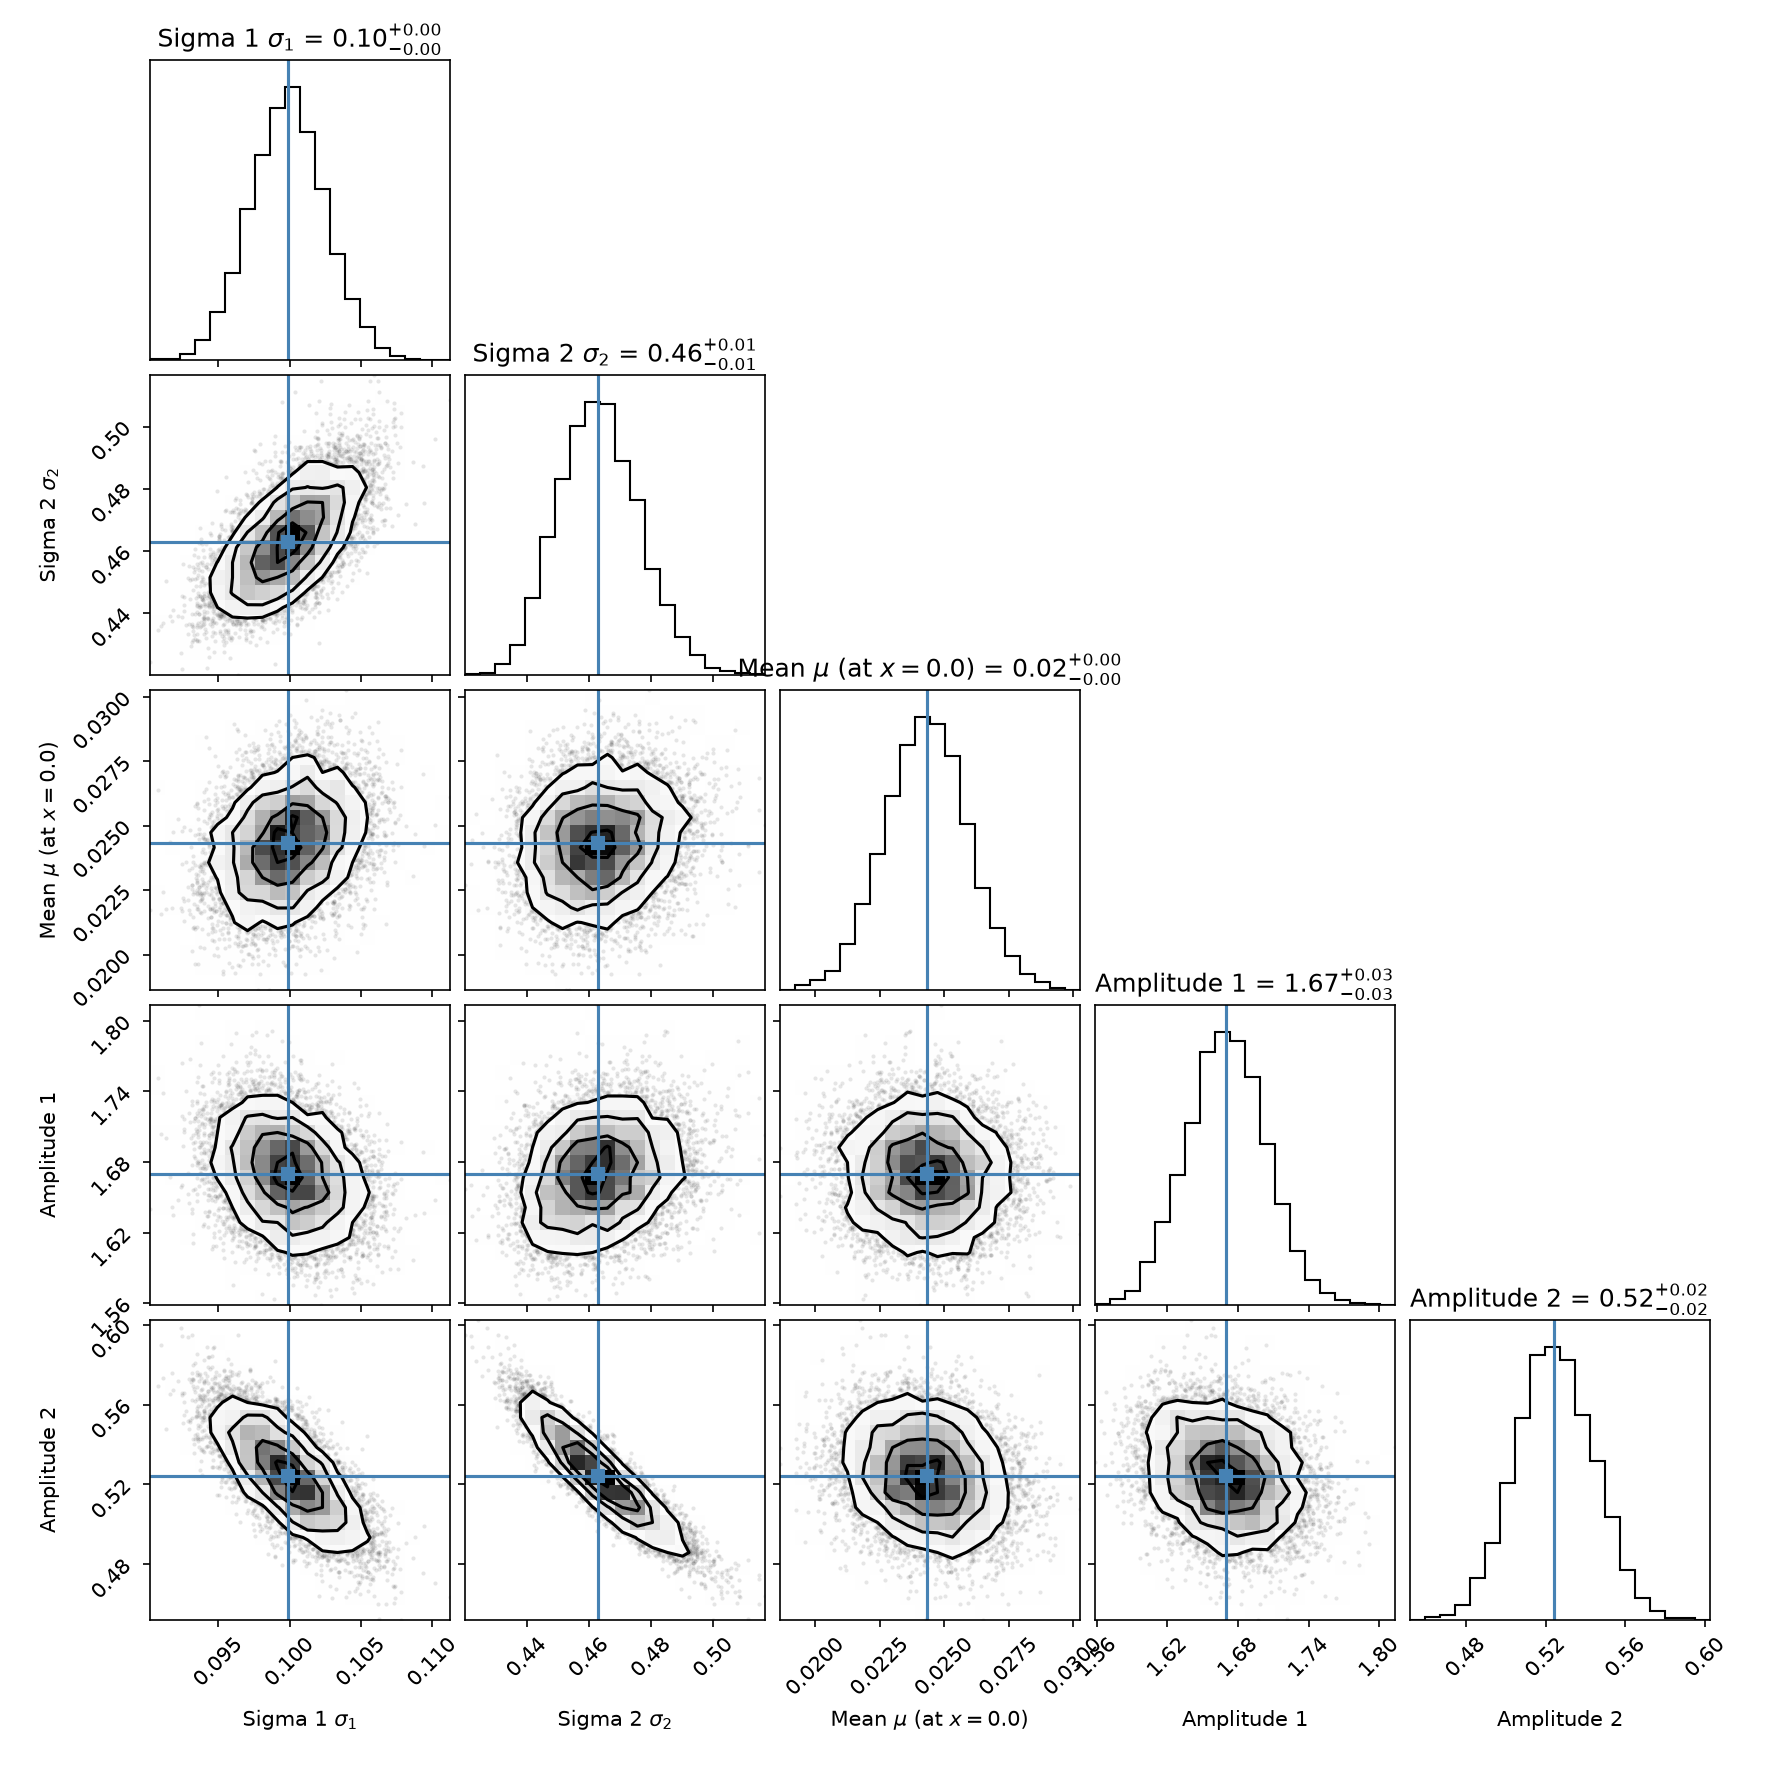 Sigma 1 σ₁ = 0.10 +0.00 −0.00
Sigma 2 σ₂ = 0.46 +0.01 −0.01
Sigma 2 σ₂
0.50
0.48
0.46
0.44
Mean μ (at x = 0.0) = 0.02 +0.00 −0.00
Mean μ (at x = 0.0)
0.0300
0.0275
0.0250
0.0225
0.0200
Amplitude 1 = 1.67 +0.03 −0.03
Amplitude 1
1.80
1.74
1.68
1.62
1.56
Amplitude 2 = 0.52 +0.02 −0.02
Amplitude 2
0.60
0.56
0.52
0.48
0.095 0.100 0.105 0.110 0.44 0.46 0.48 0.50 0.0200 0.0225 0.0250 0.0275 0.0300 1.56 1.62 1.68 1.74 1.80 0.48 0.52 0.56 0.60
Sigma 1 σ₁ Sigma 2 σ₂ Mean μ (at x = 0.0) Amplitude 1 Amplitude 2